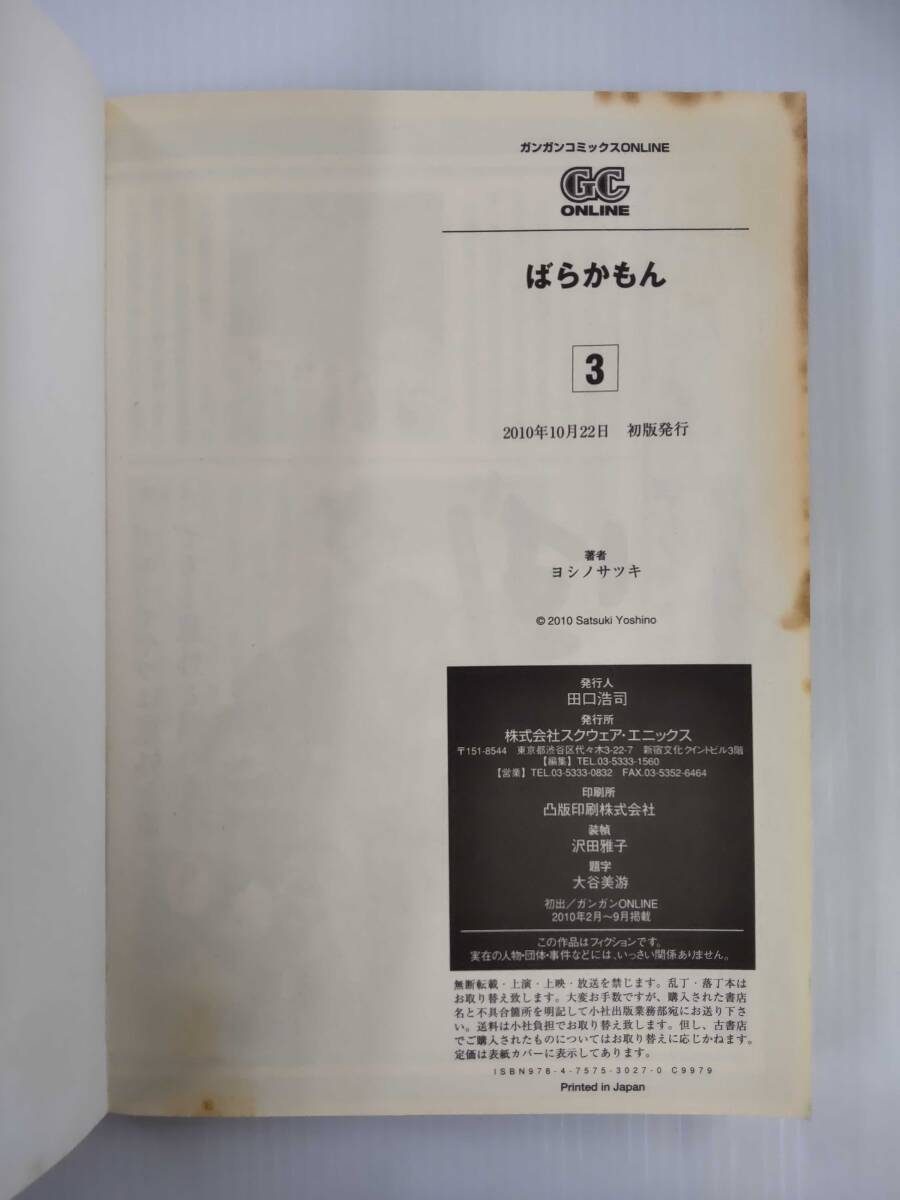 ガンガンコミックスONLINE
GC
ONLINE
ばらかもん
3
2010年10月22日 初版発行
著者
ヨシノサツキ
© 2010 Satsuki Yoshino
発行人
田口浩司
発行所
株式会社スクウェア・エニックス
〒151-8544 東京都渋谷区代々木3-22-7 新宿文化クイントビル3階
【編集】TEL.03-5333-1560
【営業】TEL.03-5333-0832 FAX.03-5352-6464
印刷所
凸版印刷株式会社
装幀
沢田雅子
題字
大谷美游
初出／ガンガンONLINE
2010年2月〜9月掲載
この作品はフィクションです。
実在の人物・団体・事件などには、いっさい関係ありません。
無断転載・上演・上映・放送を禁じます。乱丁・落丁本は
お取り替え致します。大変お手数ですが、購入された書店
名と不具合箇所を明記して小社出版業務部宛にお送り下さ
い。送料は小社負担でお取り替え致します。但し、古書店
でご購入されたものについてはお取り替えに応じかねます。
定価は表紙カバーに表示してあります。
ISBN978-4-7575-3027-0 C9979
Printed in Japan